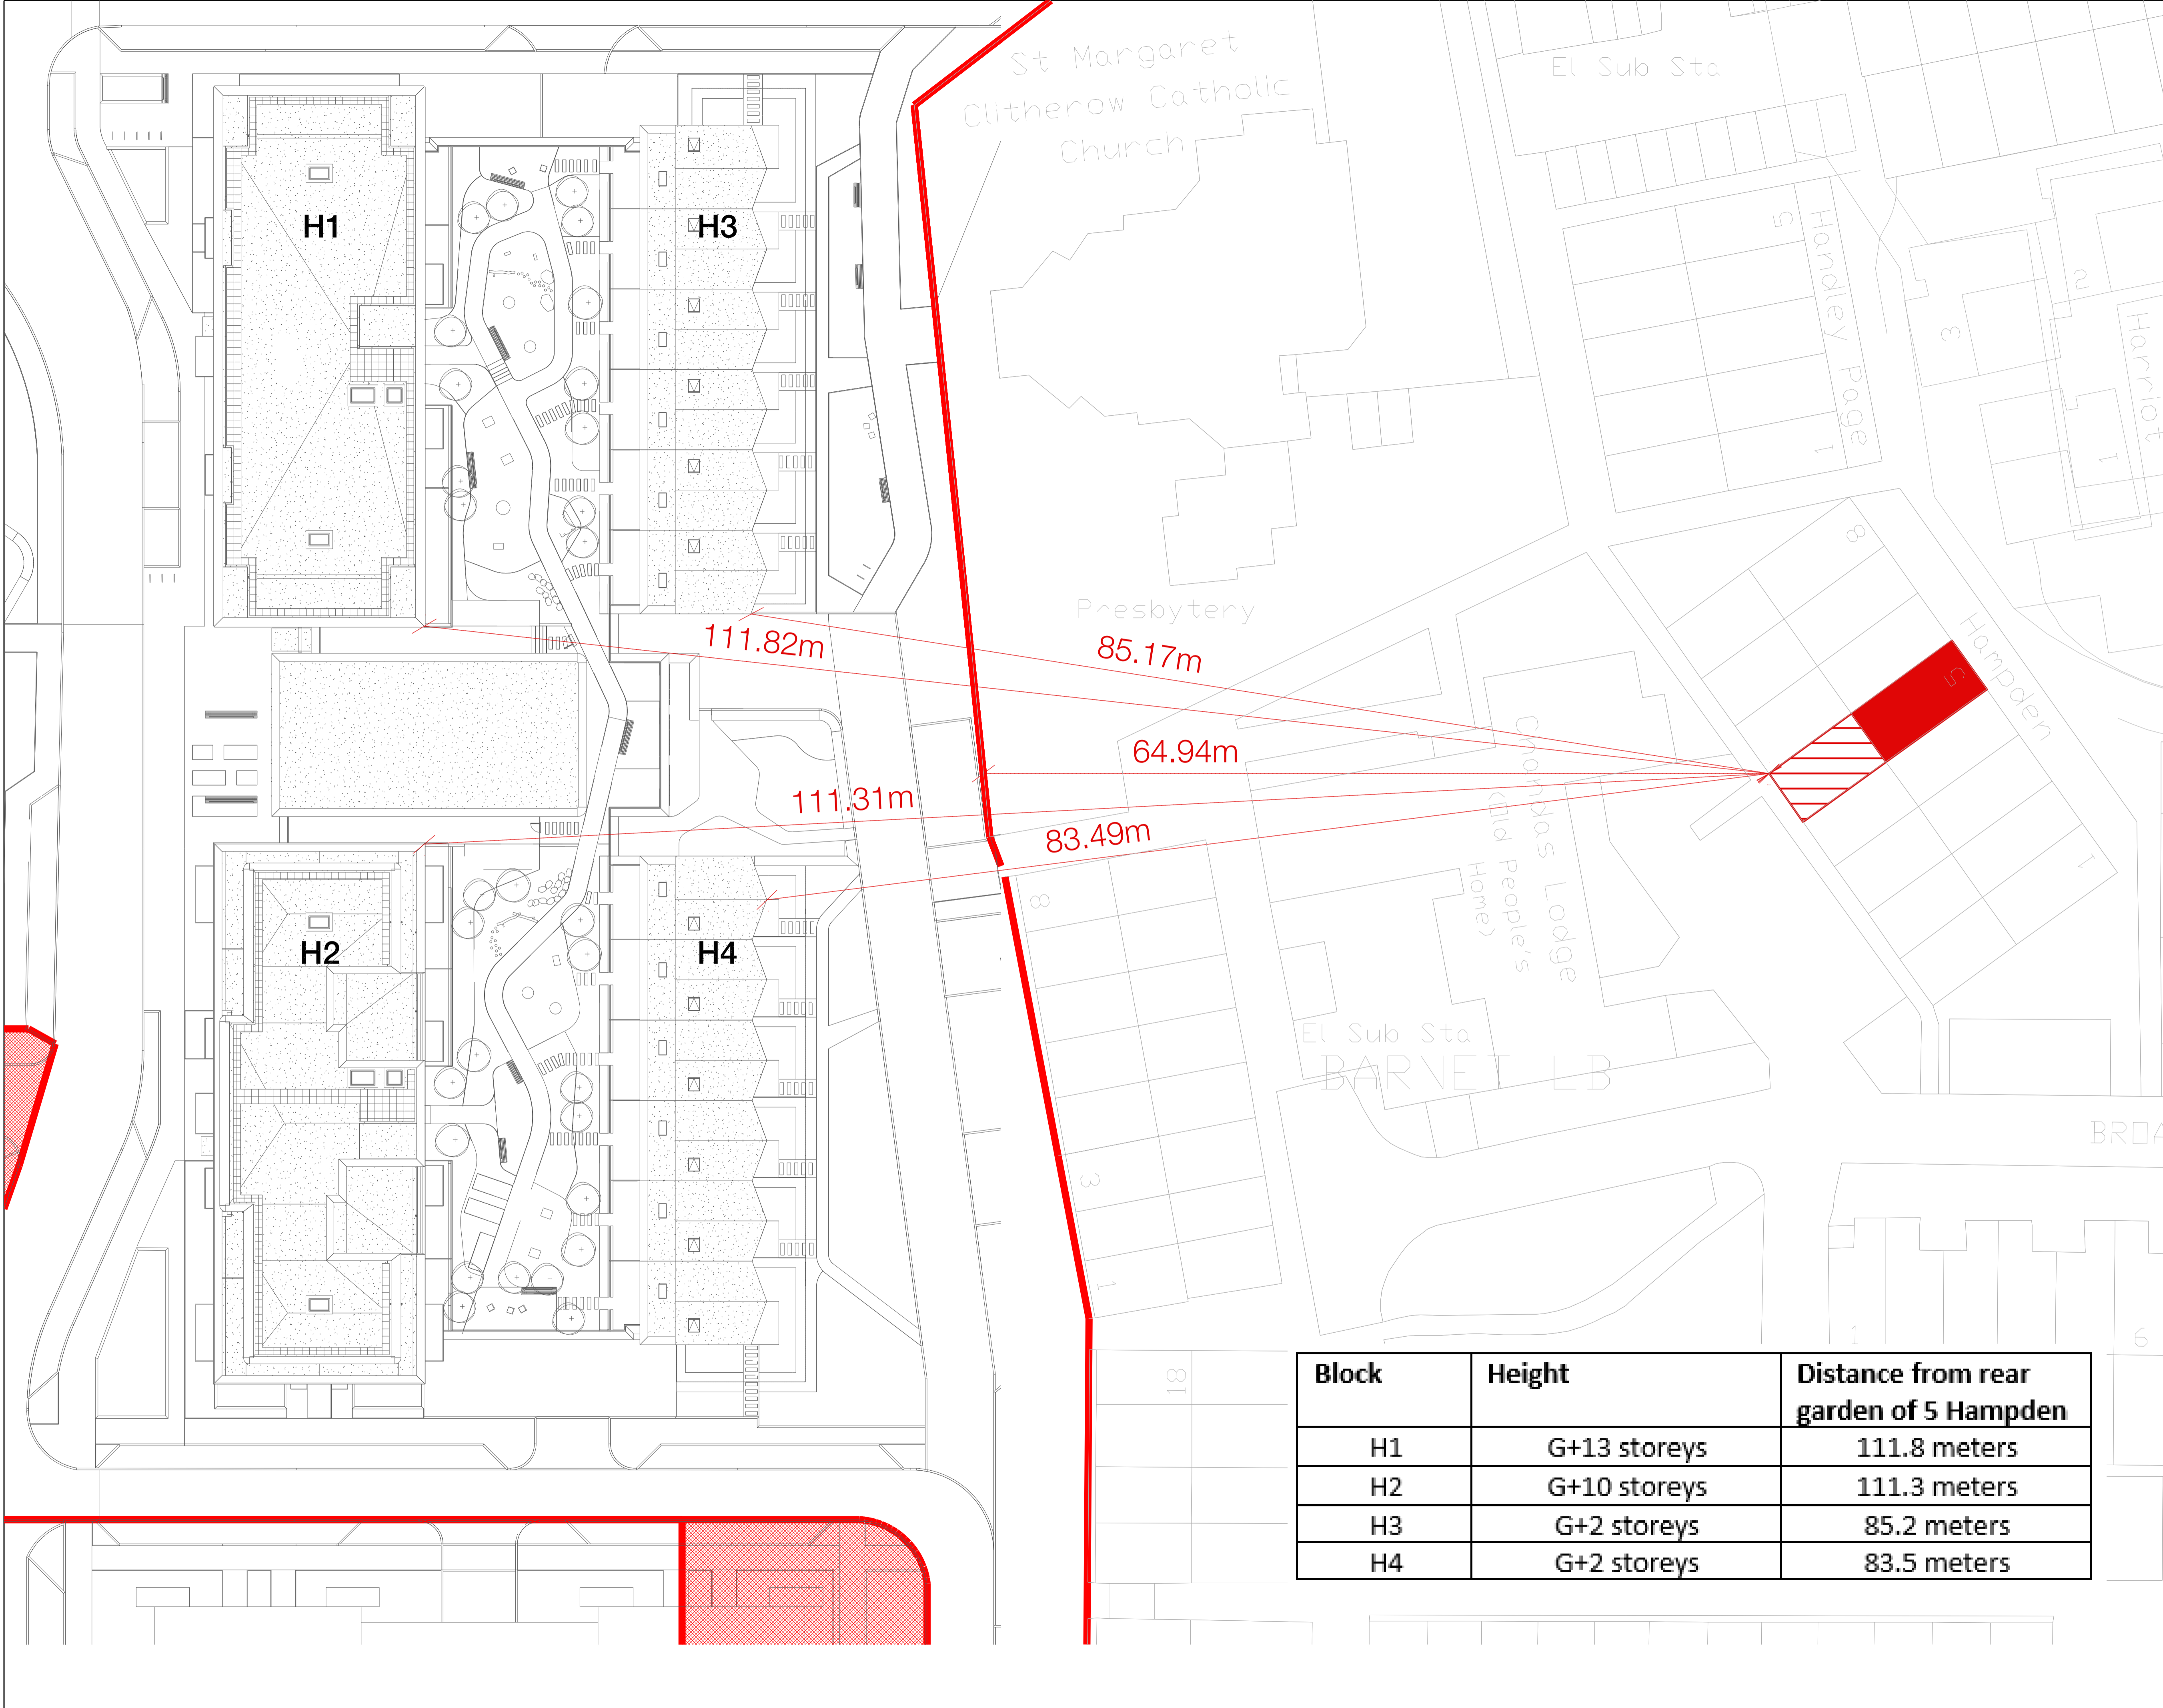 St Margaret
Clitherow Catholic
Church
El Sub Sta
H1
H3
5
Handley Page
1
2
3
Harriot
1
8
Presbytery
111.82m
85.17m
Hampden
5
64.94m
111.31m
83.49m
Chandos Lodge
(Old People's
Home)
1
8
H2
H4
El Sub Sta
BARNET LB
BROA
3
1
1
6
18
Block Height Distance from rear
garden of 5 Hampden
H1 G+13 storeys 111.8 meters
H2 G+10 storeys 111.3 meters
H3 G+2 storeys 85.2 meters
H4 G+2 storeys 83.5 meters